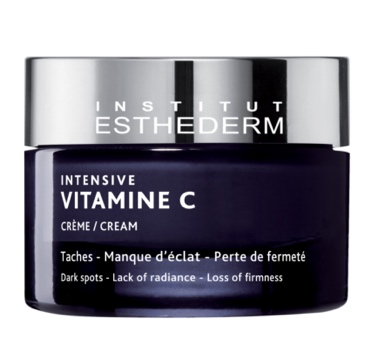 INSTITUT
ESTHEDERM
INTENSIVE
VITAMINE C
CRÈME / CREAM
Taches - Manque d'éclat - Perte de fermeté
Dark spots - Lack of radiance - Loss of firmness